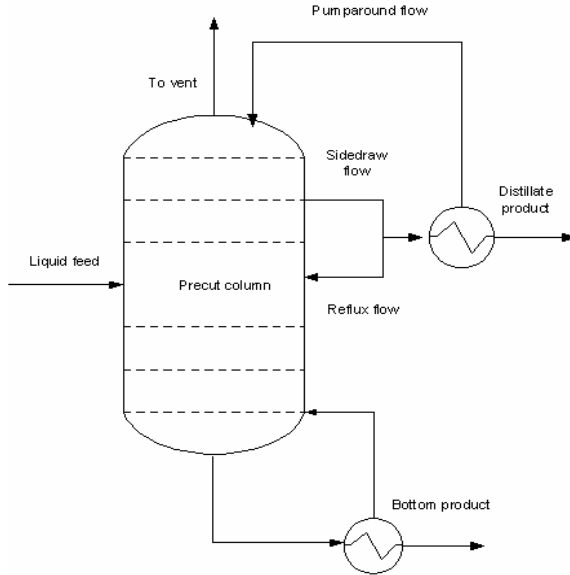 Pumparound flow
To vent
Sidedraw
flow
Distillate
product
Liquid feed
Precut column
Reflux flow
Bottom product